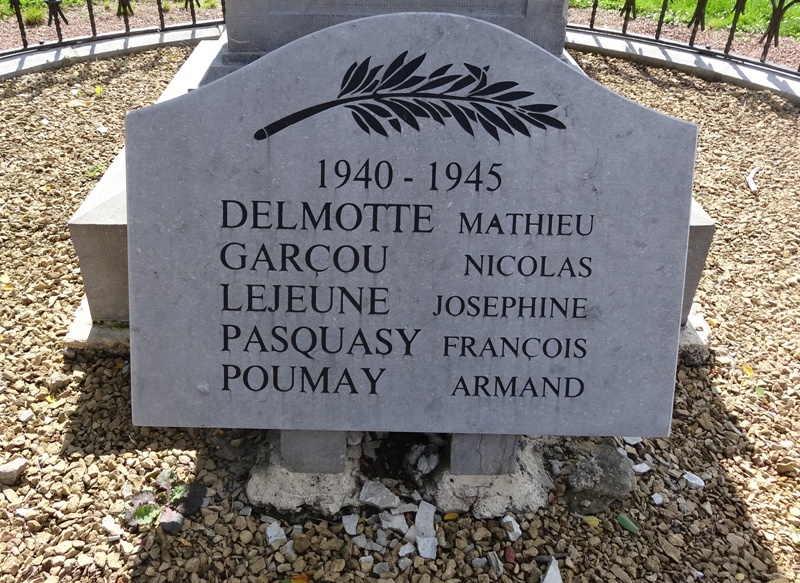 1940 - 1945
DELMOTTE MATHIEU
GARÇOU NICOLAS
LEJEUNE JOSEPHINE
PASQUASY FRANÇOIS
POUMAY ARMAND